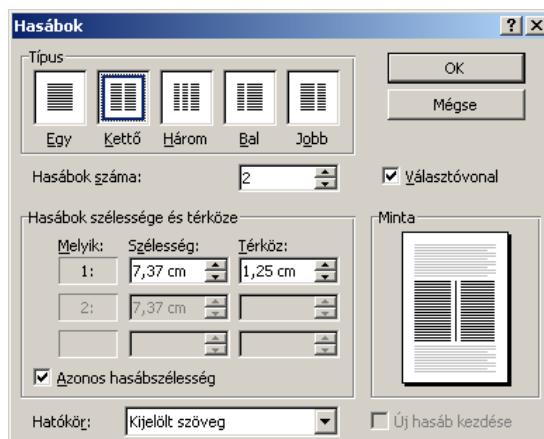 Hasábok
Típus
OK
Mégse
Egy Kettő Három Bal Jobb
Hasábok száma: 2
Választóvonal
Hasábok szélessége és térköze
Minta
Melyik: Szélesség: Térköz:
1: 7,37 cm 1,25 cm
2: 7,37 cm
Azonos hasábszélesség
Hatókör: Kijelölt szöveg
Új hasáb kezdése